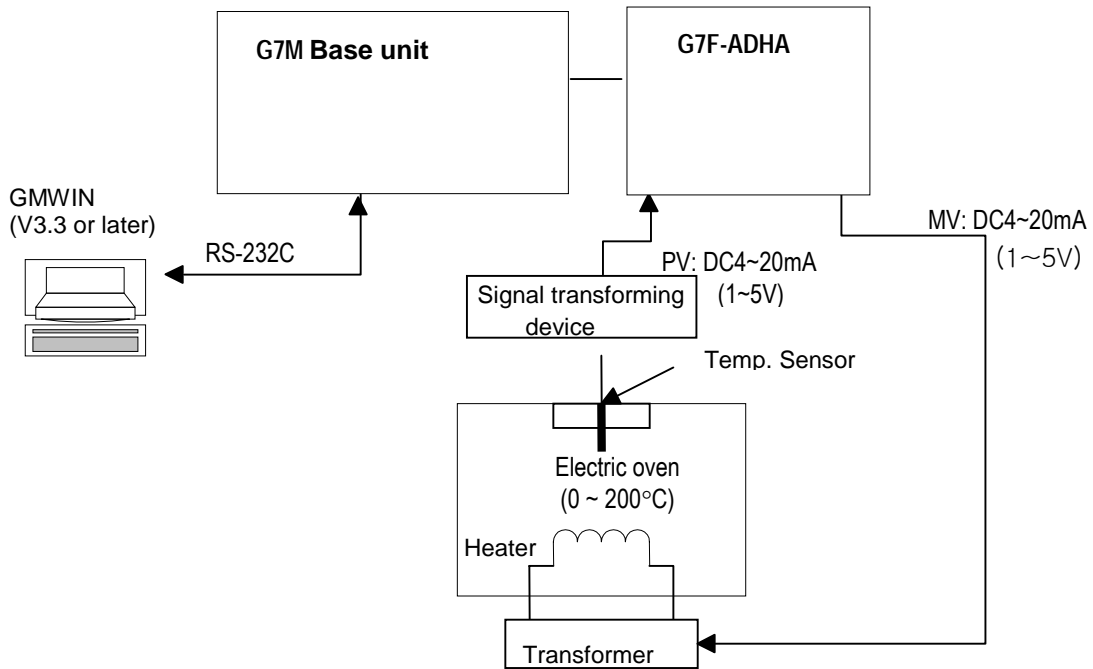 G7M Base unit
G7F-ADHA
GMWIN
(V3.3 or later)
RS-232C
PV: DC4~20mA
(1~5V)
MV: DC4~20mA
(1～5V)
Signal transforming
device
Temp. Sensor
Electric oven
(0 ~ 200°C)
Heater
Transformer